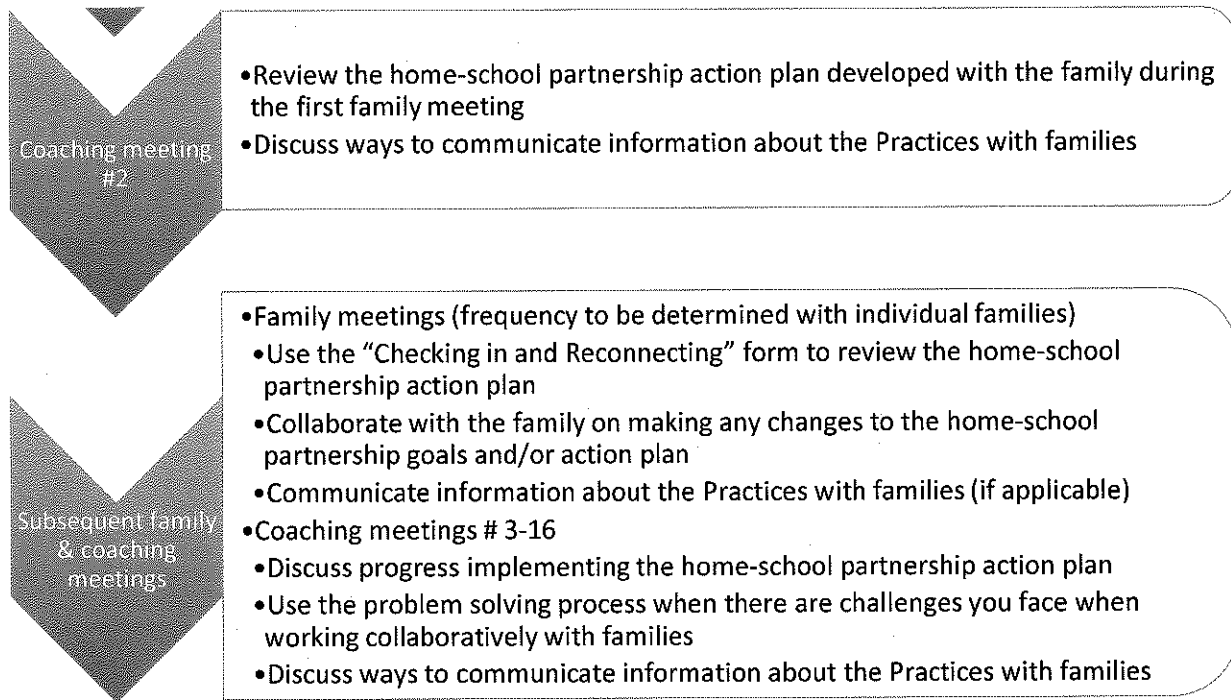 Coaching meeting
#2
•Review the home-school partnership action plan developed with the family during
the first family meeting
•Discuss ways to communicate information about the Practices with families
Subsequent family
& coaching
meetings
•Family meetings (frequency to be determined with individual families)
•Use the “Checking in and Reconnecting” form to review the home-school
partnership action plan
•Collaborate with the family on making any changes to the home-school
partnership goals and/or action plan
•Communicate information about the Practices with families (if applicable)
•Coaching meetings # 3-16
•Discuss progress implementing the home-school partnership action plan
•Use the problem solving process when there are challenges you face when
working collaboratively with families
•Discuss ways to communicate information about the Practices with families